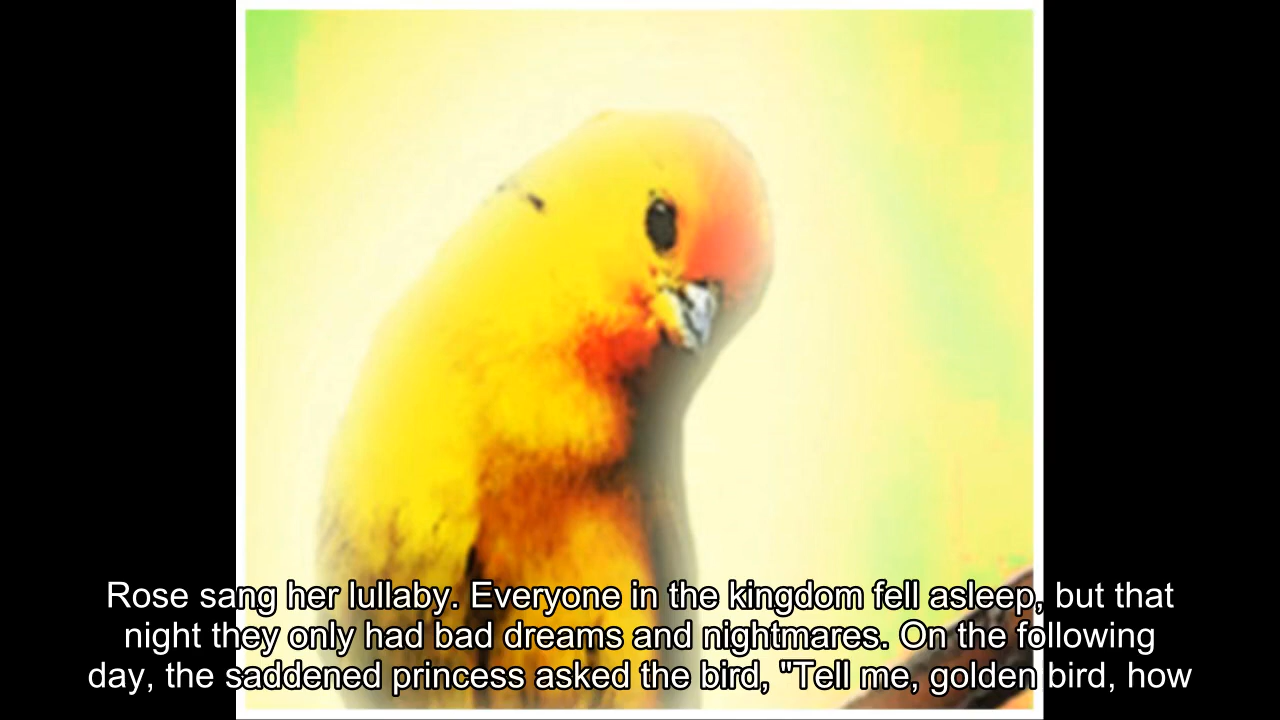 Rose sang her lullaby. Everyone in the kingdom fell asleep, but that
night they only had bad dreams and nightmares. On the following
day, the saddened princess asked the bird, "Tell me, golden bird, how